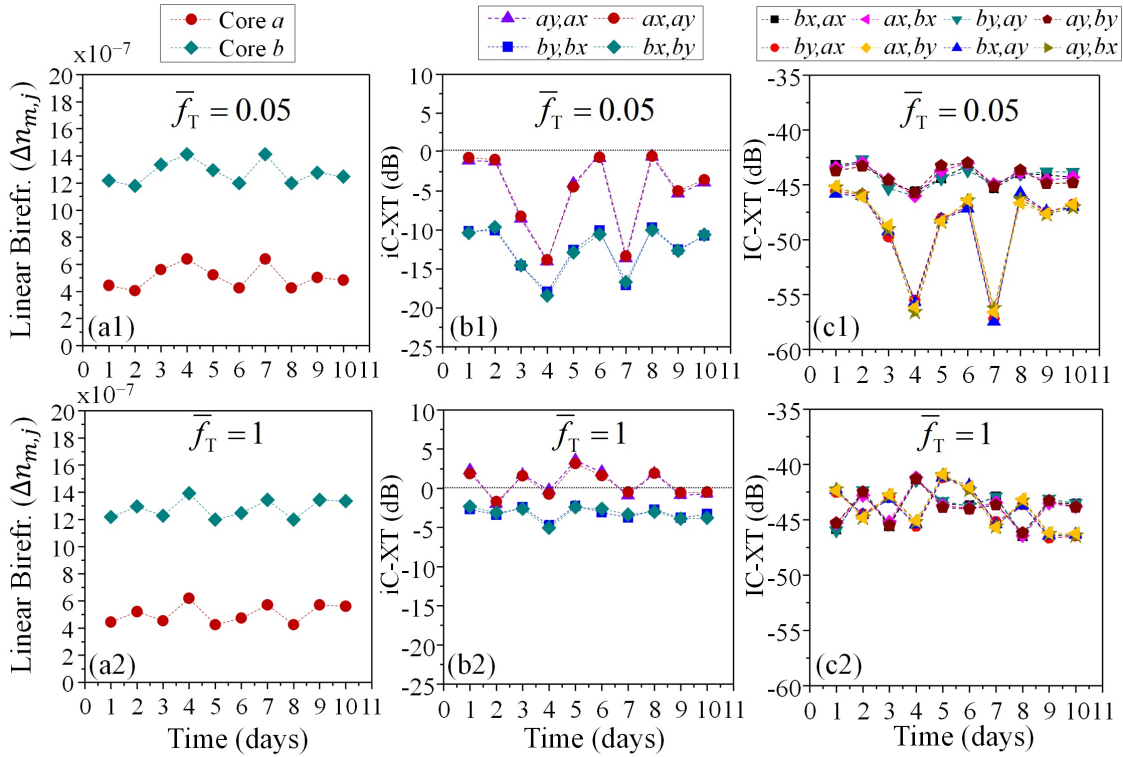 Core a
Core b
ay,ax ax,ay
by,bx bx,by
bx,ax ax,bx by,ay ay,by
by,ax ax,by bx,ay ay,bx
x10⁻⁷
20
18
16
14
12
10
8
6
4
2
0
Linear Birefr. (Δn_{m,j})
f̅_T = 0.05
(a1)
0 1 2 3 4 5 6 7 8 9 10 11
10
5
0
-5
-10
-15
-20
-25
iC-XT (dB)
f̅_T = 0.05
(b1)
0 1 2 3 4 5 6 7 8 9 10 11
-35
-40
-45
-50
-55
-60
IC-XT (dB)
f̅_T = 0.05
(c1)
0 1 2 3 4 5 6 7 8 9 10 11
x10⁻⁷
20
18
16
14
12
10
8
6
4
2
0
Linear Birefr. (Δn_{m,j})
f̅_T = 1
(a2)
0 1 2 3 4 5 6 7 8 9 10 11
Time (days)
10
5
0
-5
-10
-15
-20
-25
iC-XT (dB)
f̅_T = 1
(b2)
0 1 2 3 4 5 6 7 8 9 10 11
Time (days)
-35
-40
-45
-50
-55
-60
IC-XT (dB)
f̅_T = 1
(c2)
0 1 2 3 4 5 6 7 8 9 10 11
Time (days)